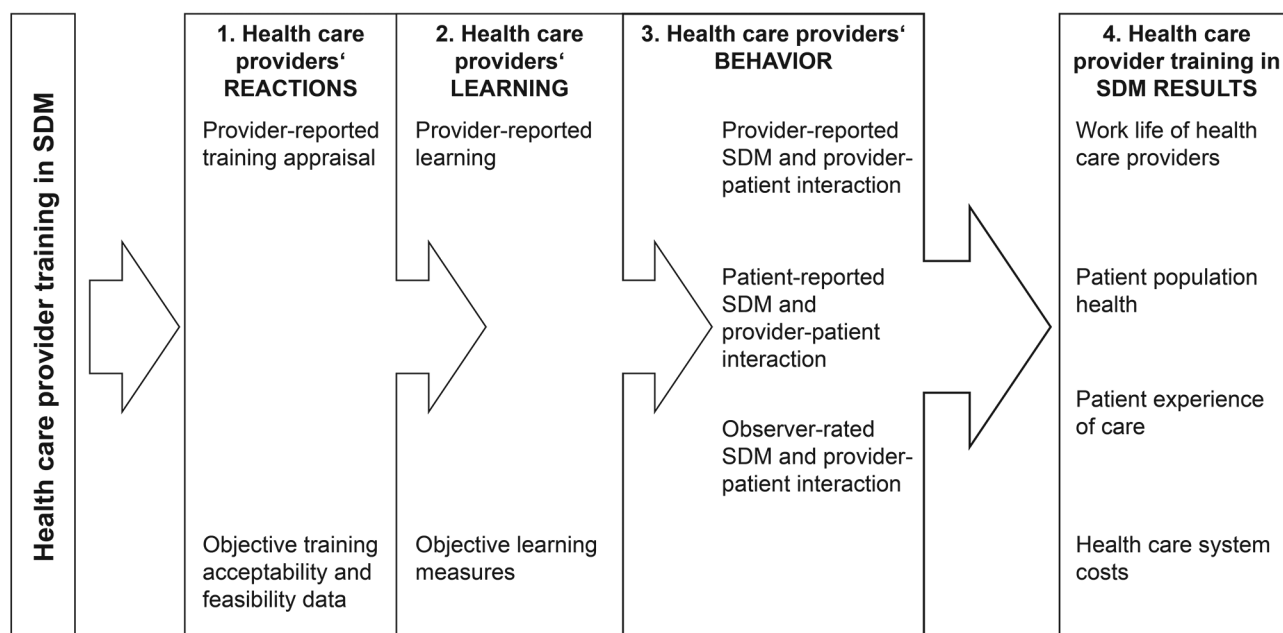 Health care provider training in SDM
1. Health care
providers‘
REACTIONS
Provider-reported
training appraisal
Objective training
acceptability and
feasibility data
2. Health care
providers‘
LEARNING
Provider-reported
learning
Objective learning
measures
3. Health care providers‘
BEHAVIOR
Provider-reported
SDM and provider-
patient interaction
Patient-reported
SDM and
provider-patient
interaction
Observer-rated
SDM and provider-
patient interaction
4. Health care
provider training in
SDM RESULTS
Work life of health
care providers
Patient population
health
Patient experience
of care
Health care system
costs